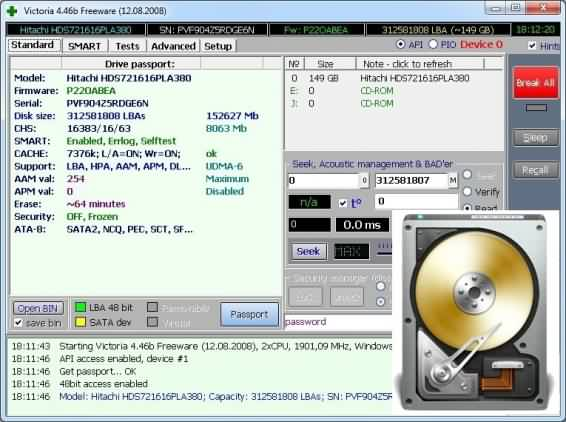 Victoria 4.46b Freeware (12.08.2008)
Hitachi HDS721616PLA380 SN: PVF904Z5RDGE6N Fw: P22OABEA 312581808 LBA (~149 GB) 18:12:20
Standard SMART Tests Advanced Setup API PIO Device 0 Hints
Drive passport:
Model: Hitachi HDS721616PLA380
Firmware: P22OABEA
Serial: PVF904Z5RDGE6N
Disk size: 312581808 LBAs 152627 Mb
CHS: 16383/16/63 8063 Mb
SMART: Enabled, Errlog, Selftest
CACHE: 7376k; L/A=ON; Wr=ON; ok
Support: LBA, HPA, AAM, APM, DL... UDMA-6
AAM val: 254 Maximum
APM val: 0 Disabled
Erase: ~64 minutes
Security: OFF, Frozen
ATA-8: SATA2, NCQ, PEC, SCT, SF...
Open BIN
save bin
LBA 48 bit
SATA dev
Removable
Virtual
Passport
№ Size Note - click to refresh
0 149 GB Hitachi HDS721616PLA380
E: 0 CD-ROM
J: 0 CD-ROM
Break All
Sleep
Recall
Seek, Acoustic management & BAD'er
0 0 312581807 M
Seek
Verify
Read
n/a t° 0
0 0.0 ms
Seek MAX
Security manager
password
18:11:43 Starting Victoria 4.46b Freeware (12.08.2008), 2xCPU, 1901,09 MHz, Windows
18:11:46 API access enabled, device #1
18:11:46 Get passport... OK
18:11:46 48bit access enabled
18:11:46 Model: Hitachi HDS721616PLA380; Capacity: 312581808 LBAs; SN: PVF904Z5R